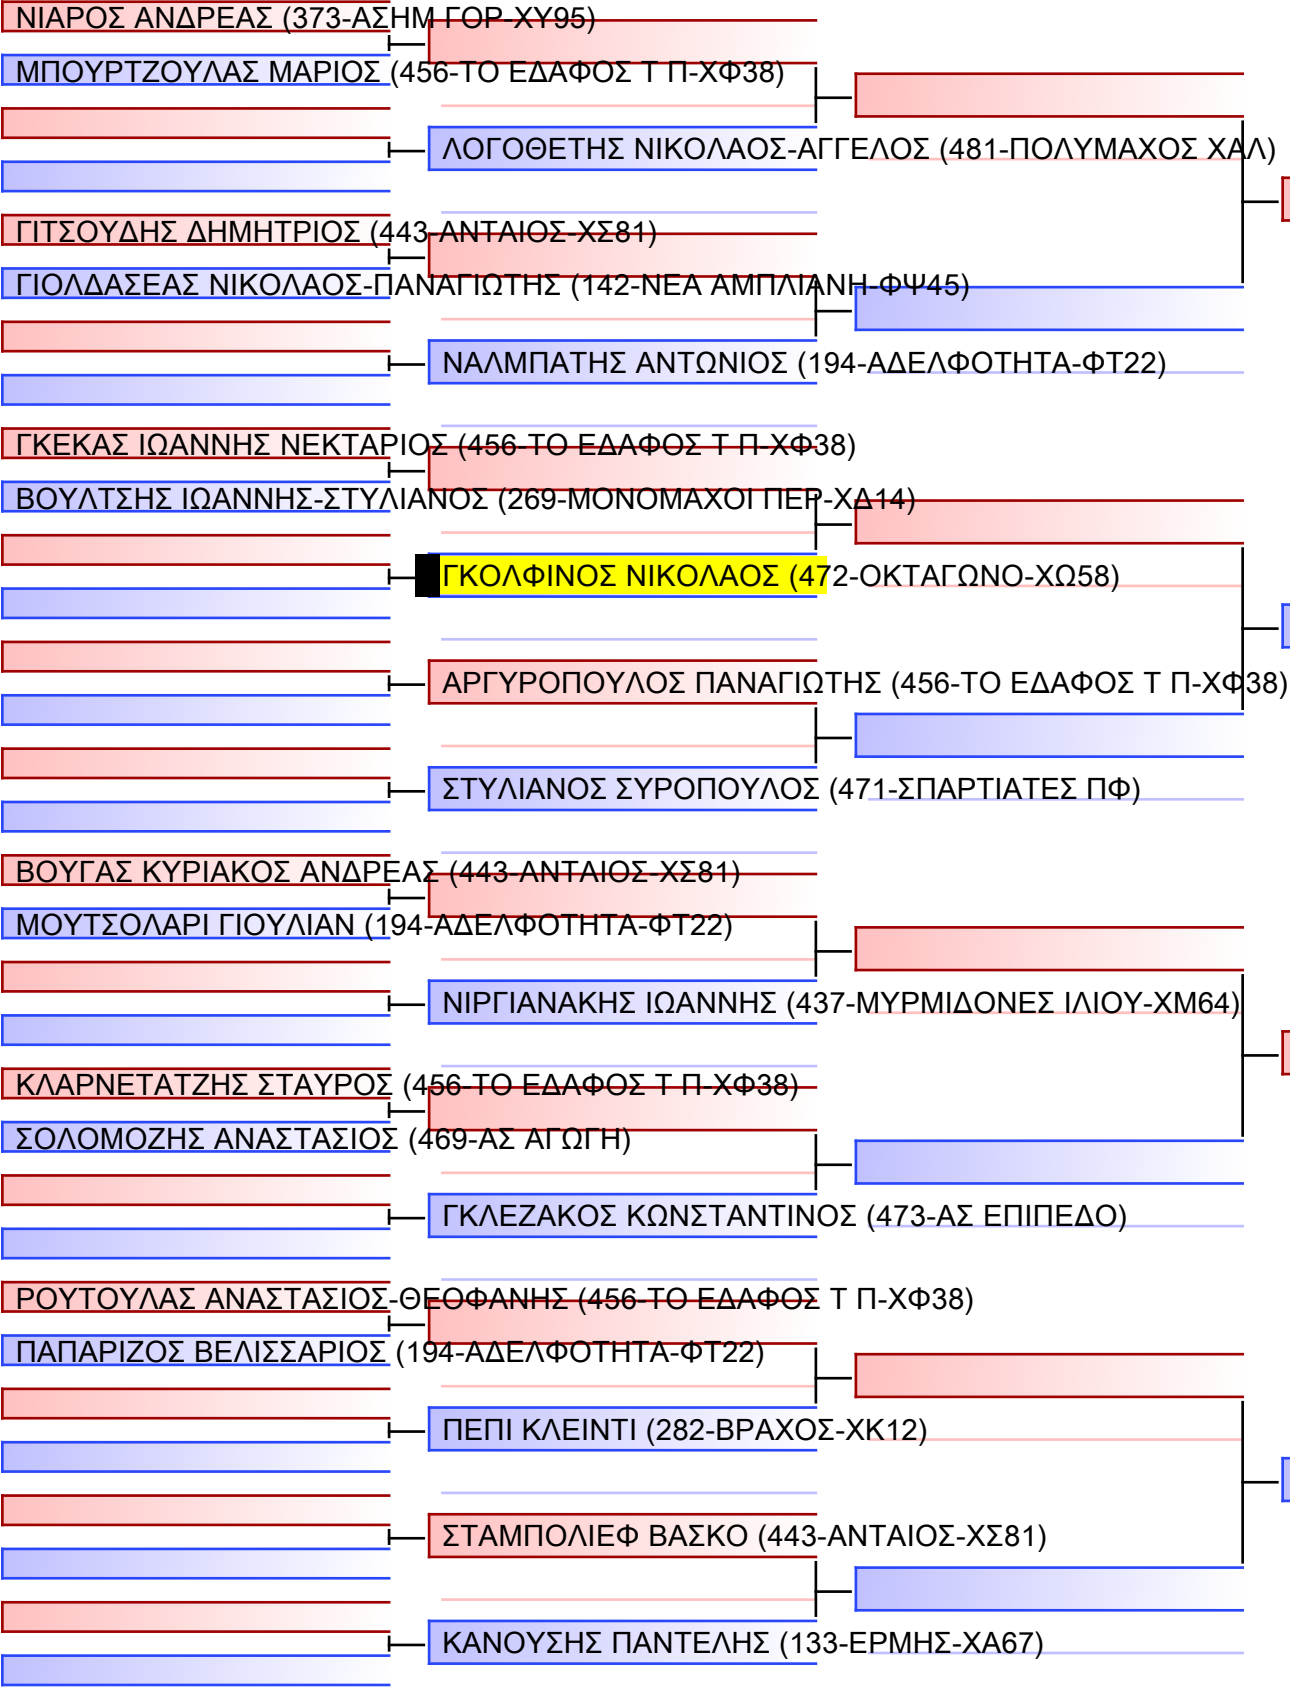 ΝΙΑΡΟΣ ΑΝΔΡΕΑΣ (373-ΑΣΗΜ ΓΟΡ-ΧΥ95)
ΜΠΟΥΡΤΖΟΥΛΑΣ ΜΑΡΙΟΣ (456-ΤΟ ΕΔΑΦΟΣ Τ Π-ΧΦ38)
ΛΟΓΟΘΕΤΗΣ ΝΙΚΟΛΑΟΣ-ΑΓΓΕΛΟΣ (481-ΠΟΛΥΜΑΧΟΣ ΧΑΛ)
ΓΙΤΣΟΥΔΗΣ ΔΗΜΗΤΡΙΟΣ (443-ΑΝΤΑΙΟΣ-ΧΣ81)
ΓΙΟΛΔΑΣΕΑΣ ΝΙΚΟΛΑΟΣ-ΠΑΝΑΓΙΩΤΗΣ (142-ΝΕΑ ΑΜΠΛΙΑΝΗ-ΦΨ45)
ΝΑΛΜΠΑΤΗΣ ΑΝΤΩΝΙΟΣ (194-ΑΔΕΛΦΟΤΗΤΑ-ΦΤ22)
ΓΚΕΚΑΣ ΙΩΑΝΝΗΣ ΝΕΚΤΑΡΙΟΣ (456-ΤΟ ΕΔΑΦΟΣ Τ Π-ΧΦ38)
ΒΟΥΛΤΣΗΣ ΙΩΑΝΝΗΣ-ΣΤΥΛΙΑΝΟΣ (269-ΜΟΝΟΜΑΧΟΙ ΠΕΡ-ΧΔ14)
ΓΚΟΛΦΙΝΟΣ ΝΙΚΟΛΑΟΣ (472-ΟΚΤΑΓΩΝΟ-ΧΩ58)
ΑΡΓΥΡΟΠΟΥΛΟΣ ΠΑΝΑΓΙΩΤΗΣ (456-ΤΟ ΕΔΑΦΟΣ Τ Π-ΧΦ38)
ΣΤΥΛΙΑΝΟΣ ΣΥΡΟΠΟΥΛΟΣ (471-ΣΠΑΡΤΙΑΤΕΣ ΠΦ)
ΒΟΥΓΑΣ ΚΥΡΙΑΚΟΣ ΑΝΔΡΕΑΣ (443-ΑΝΤΑΙΟΣ-ΧΣ81)
ΜΟΥΤΣΟΛΑΡΙ ΓΙΟΥΛΙΑΝ (194-ΑΔΕΛΦΟΤΗΤΑ-ΦΤ22)
ΝΙΡΓΙΑΝΑΚΗΣ ΙΩΑΝΝΗΣ (437-ΜΥΡΜΙΔΟΝΕΣ ΙΛΙΟΥ-ΧΜ64)
ΚΛΑΡΝΕΤΑΤΖΗΣ ΣΤΑΥΡΟΣ (456-ΤΟ ΕΔΑΦΟΣ Τ Π-ΧΦ38)
ΣΟΛΟΜΟΖΗΣ ΑΝΑΣΤΑΣΙΟΣ (469-ΑΣ ΑΓΩΓΗ)
ΓΚΛΕΖΑΚΟΣ ΚΩΝΣΤΑΝΤΙΝΟΣ (473-ΑΣ ΕΠΙΠΕΔΟ)
ΡΟΥΤΟΥΛΑΣ ΑΝΑΣΤΑΣΙΟΣ-ΘΕΟΦΑΝΗΣ (456-ΤΟ ΕΔΑΦΟΣ Τ Π-ΧΦ38)
ΠΑΠΑΡΙΖΟΣ ΒΕΛΙΣΣΑΡΙΟΣ (194-ΑΔΕΛΦΟΤΗΤΑ-ΦΤ22)
ΠΕΠΙ ΚΛΕΙΝΤΙ (282-ΒΡΑΧΟΣ-ΧΚ12)
ΣΤΑΜΠΟΛΙΕΦ ΒΑΣΚΟ (443-ΑΝΤΑΙΟΣ-ΧΣ81)
ΚΑΝΟΥΣΗΣ ΠΑΝΤΕΛΗΣ (133-ΕΡΜΗΣ-ΧΑ67)